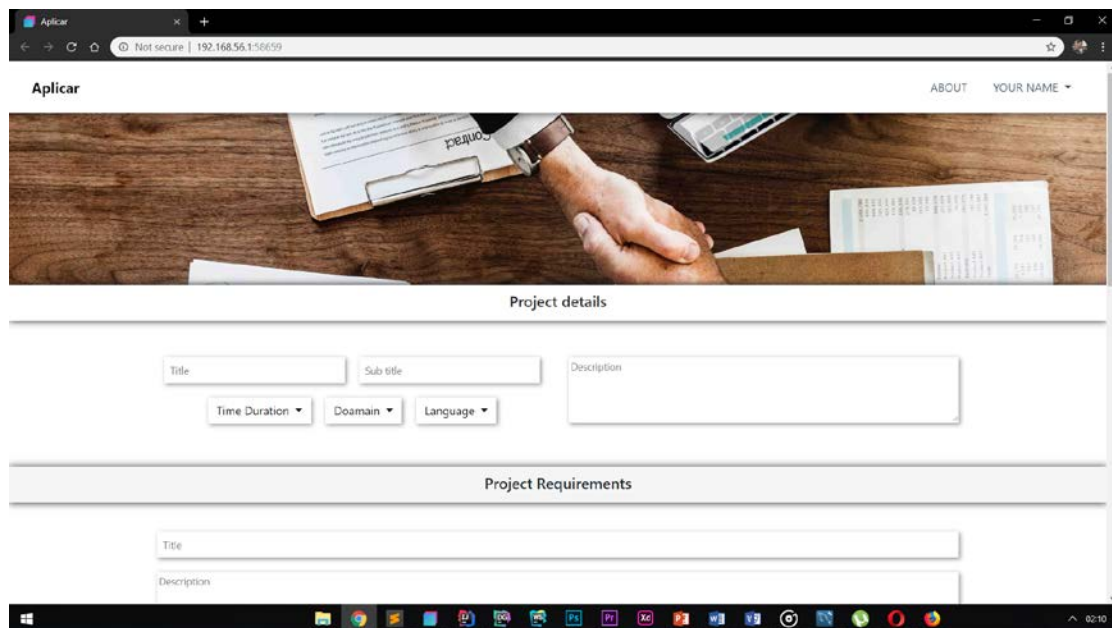 Aplicar
Not secure | 192.168.56.1:58659
Aplicar
ABOUT
YOUR NAME
Contract
Project details
Title
Sub title
Description
Time Duration
Doamain
Language
Project Requirements
Title
Description
02:10